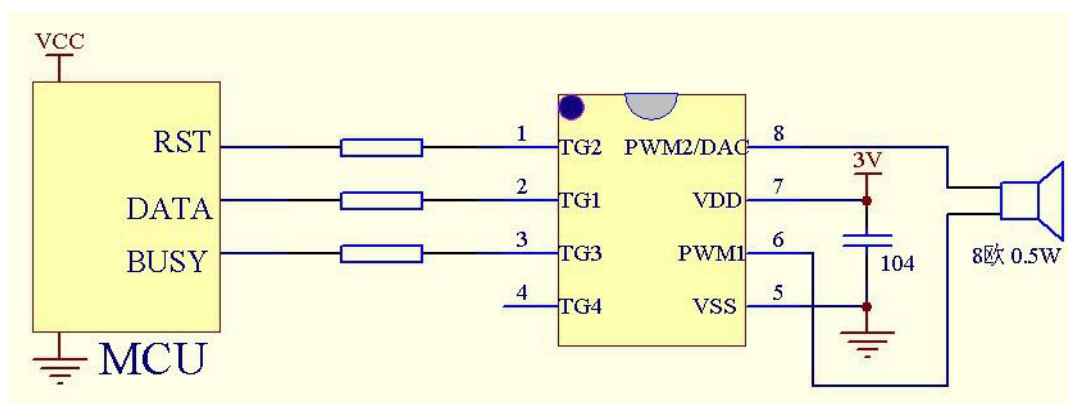 VCC
RST
DATA
BUSY
MCU
1
2
3
4
TG2
TG1
TG3
TG4
PWM2/DAC
VDD
PWM1
VSS
8
7
6
5
3V
104
8欧 0.5W